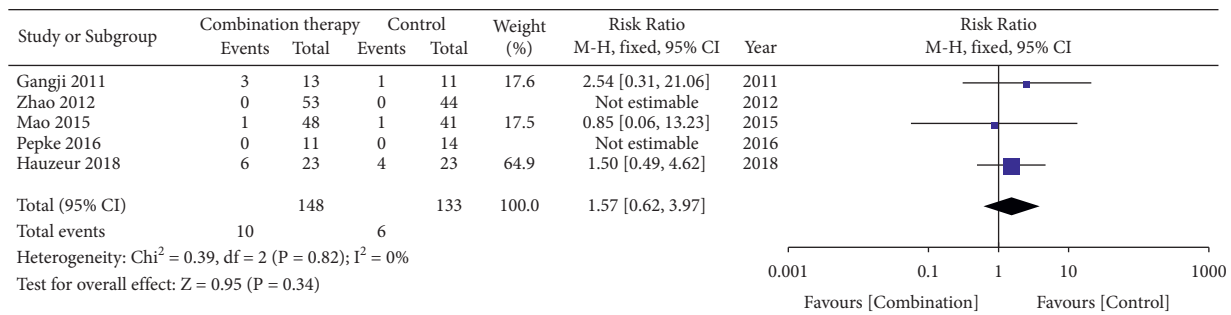 Study or Subgroup Combination therapy Control Weight Risk Ratio Risk Ratio
Events Total Events Total (%) M-H, fixed, 95% CI Year M-H, fixed, 95% CI
Gangji 2011 3 13 1 11 17.6 2.54 [0.31, 21.06] 2011
Zhao 2012 0 53 0 44 Not estimable 2012
Mao 2015 1 48 1 41 17.5 0.85 [0.06, 13.23] 2015
Pepke 2016 0 11 0 14 Not estimable 2016
Hauzeur 2018 6 23 4 23 64.9 1.50 [0.49, 4.62] 2018
Total (95% CI) 148 133 100.0 1.57 [0.62, 3.97]
Total events 10 6
Heterogeneity: Chi² = 0.39, df = 2 (P = 0.82); I² = 0%
Test for overall effect: Z = 0.95 (P = 0.34)
0.001 0.1 1 10 1000
Favours [Combination] Favours [Control]